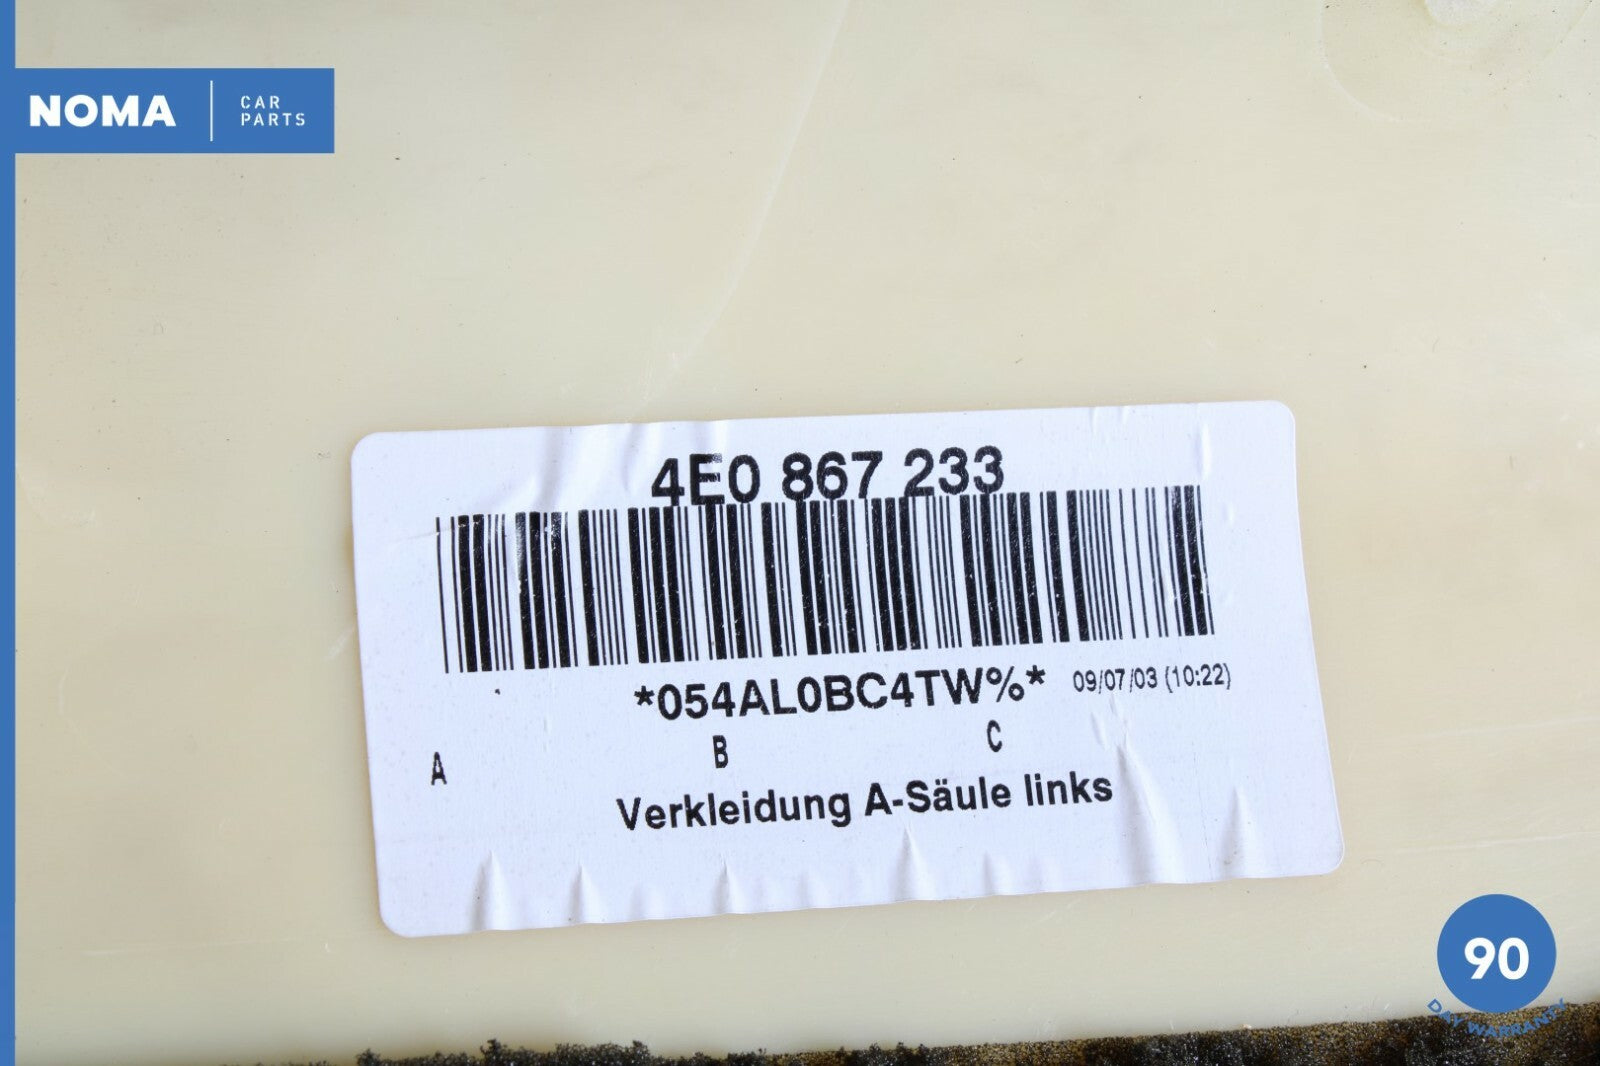 NOMA
CAR
PARTS
4E0 867 233
*054AL0BC4TW%* 09/07/03 (10:22)
A B C
Verkleidung A-Säule links
90
DAY WARRANTY